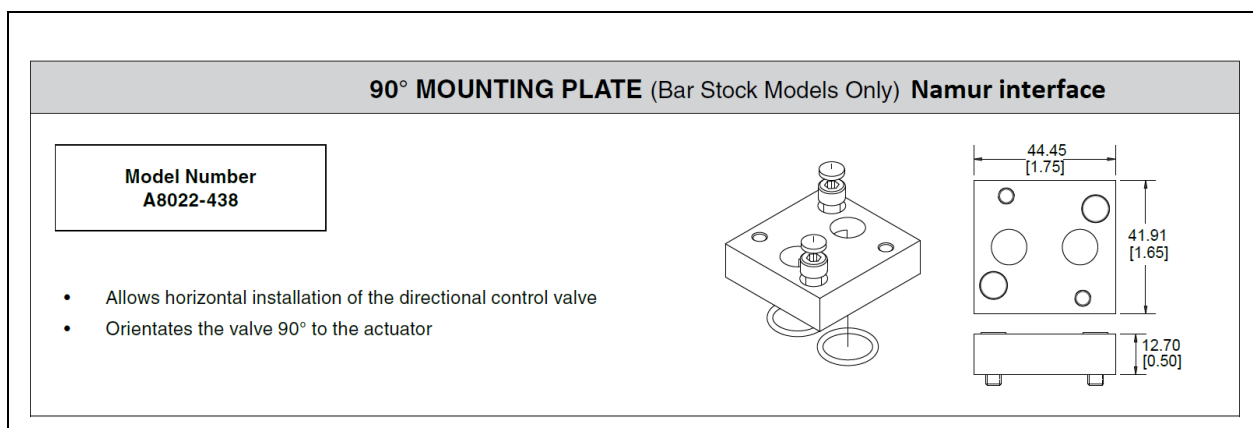 90° MOUNTING PLATE (Bar Stock Models Only) Namur interface
Model Number
A8022-438
• Allows horizontal installation of the directional control valve
• Orientates the valve 90° to the actuator
44.45
[1.75]
41.91
[1.65]
12.70
[0.50]